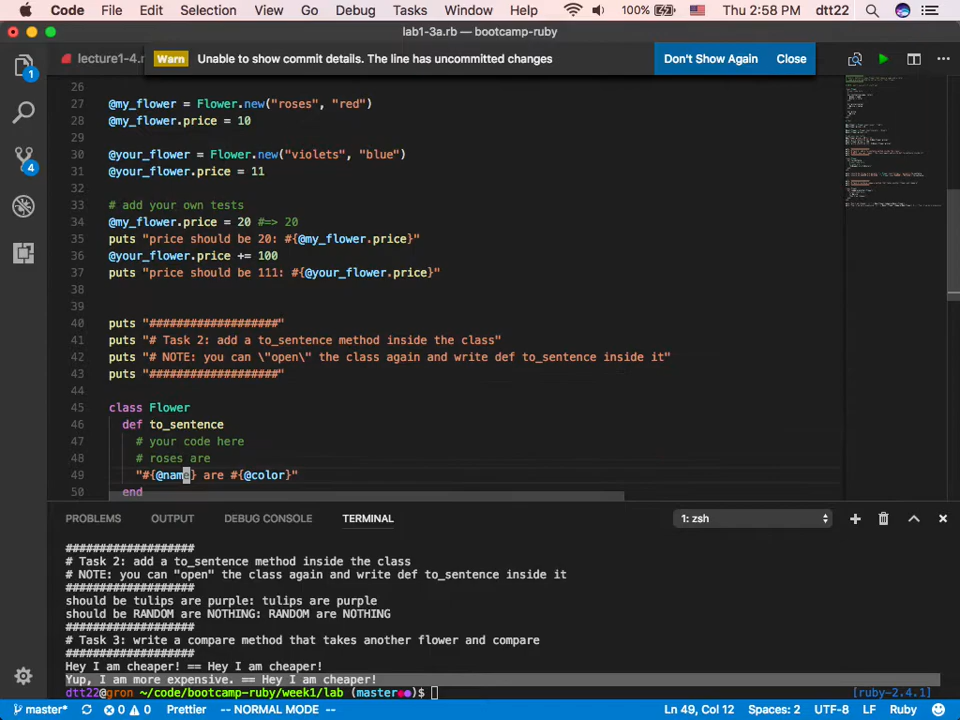 Code File Edit Selection View Go Debug Tasks Window Help 100% Thu 2:58 PM dtt22
lab1-3a.rb — bootcamp-ruby
lecture1-4.r
Warn Unable to show commit details. The line has uncommitted changes Don't Show Again Close
1
4
26
27 @my_flower = Flower.new("roses", "red")
28 @my_flower.price = 10
29
30 @your_flower = Flower.new("violets", "blue")
31 @your_flower.price = 11
32
33 # add your own tests
34 @my_flower.price = 20 #=> 20
35 puts "price should be 20: #{@my_flower.price}"
36 @your_flower.price += 100
37 puts "price should be 111: #{@your_flower.price}"
38
39
40 puts "###################"
41 puts "# Task 2: add a to_sentence method inside the class"
42 puts "# NOTE: you can \"open\" the class again and write def to_sentence inside it"
43 puts "###################"
44
45 class Flower
46 def to_sentence
47 # your code here
48 # roses are
49 "#{@name} are #{@color}"
50 end
PROBLEMS OUTPUT DEBUG CONSOLE TERMINAL 1: zsh
###################
# Task 2: add a to_sentence method inside the class
# NOTE: you can "open" the class again and write def to_sentence inside it
###################
should be tulips are purple: tulips are purple
should be RANDOM are NOTHING: RANDOM are NOTHING
###################
# Task 3: write a compare method that takes another flower and compare
###################
Hey I am cheaper! == Hey I am cheaper!
Yup, I am more expensive. == Hey I am cheaper!
dtt22@gron ~/code/bootcamp-ruby/week1/lab (master●●)$ [ruby-2.4.1]
master* 0 0 Prettier -- NORMAL MODE -- Ln 49, Col 12 Spaces: 2 UTF-8 LF Ruby